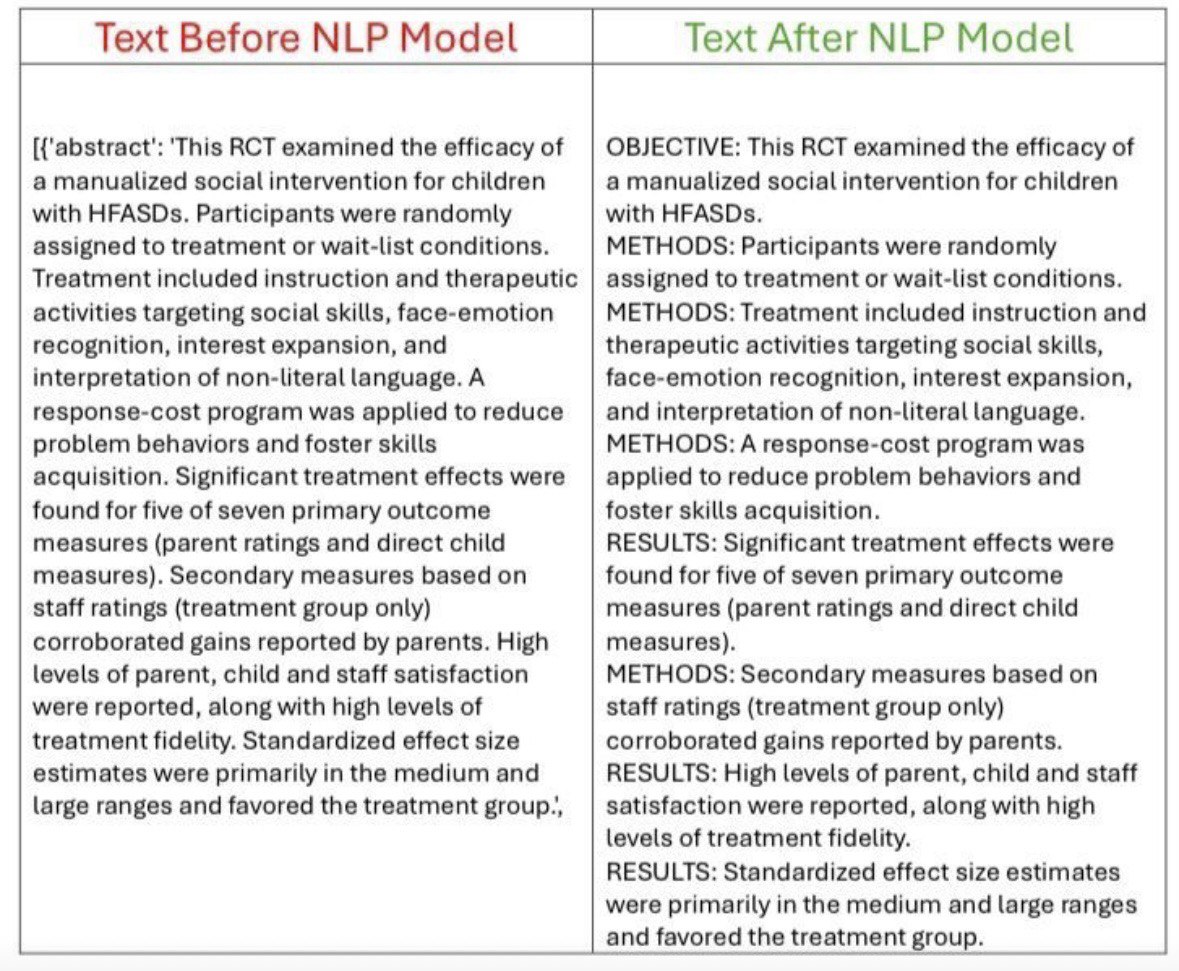 Text Before NLP Model
Text After NLP Model
[{'abstract': 'This RCT examined the efficacy of
a manualized social intervention for children
with HFASDs. Participants were randomly
assigned to treatment or wait-list conditions.
Treatment included instruction and therapeutic
activities targeting social skills, face-emotion
recognition, interest expansion, and
interpretation of non-literal language. A
response-cost program was applied to reduce
problem behaviors and foster skills
acquisition. Significant treatment effects were
found for five of seven primary outcome
measures (parent ratings and direct child
measures). Secondary measures based on
staff ratings (treatment group only)
corroborated gains reported by parents. High
levels of parent, child and staff satisfaction
were reported, along with high levels of
treatment fidelity. Standardized effect size
estimates were primarily in the medium and
large ranges and favored the treatment group.',
OBJECTIVE: This RCT examined the efficacy of
a manualized social intervention for children
with HFASDs.
METHODS: Participants were randomly
assigned to treatment or wait-list conditions.
METHODS: Treatment included instruction and
therapeutic activities targeting social skills,
face-emotion recognition, interest expansion,
and interpretation of non-literal language.
METHODS: A response-cost program was
applied to reduce problem behaviors and
foster skills acquisition.
RESULTS: Significant treatment effects were
found for five of seven primary outcome
measures (parent ratings and direct child
measures).
METHODS: Secondary measures based on
staff ratings (treatment group only)
corroborated gains reported by parents.
RESULTS: High levels of parent, child and staff
satisfaction were reported, along with high
levels of treatment fidelity.
RESULTS: Standardized effect size estimates
were primarily in the medium and large ranges
and favored the treatment group.